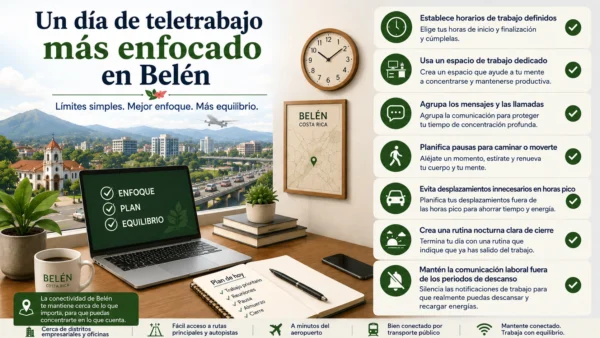 Un día de teletrabajo
más enfocado
en Belén
Límites simples. Mejor enfoque. Más equilibrio.
BELÉN
COSTA RICA
ENFOQUE
PLAN
EQUILIBRIO
BELÉN
COSTA RICA
Plan de hoy
Trabajo prioritario
Reuniones
Pausa
Almuerzo
Cierre
La conectividad de Belén
te mantiene cerca de lo que
importa, para que puedas
concentrarte en lo que cuenta.
Establece horarios de trabajo definidos
Elige tus horas de inicio y finalización
y cúmplelas.
Usa un espacio de trabajo dedicado
Crea un espacio que ayude a tu mente
a concentrarse y mantenerse productiva.
Agrupa los mensajes y las llamadas
Agrupa la comunicación para proteger
tu tiempo de concentración profunda.
Planifica pausas para caminar o moverte
Aléjate un momento, estírate y renueva
tu cuerpo y tu mente.
Evita desplazamientos innecesarios en horas pico
Planifica tus desplazamientos fuera de
las horas pico para ahorrar tiempo y energía.
Crea una rutina nocturna clara de cierre
Termina tu día con una rutina que
indique que ya has salido del trabajo.
Mantén la comunicación laboral fuera
de los periodos de descanso
Silencia las notificaciones de trabajo para
que realmente puedas descansar y
recargar energías.
Cerca de distritos
empresariales y oficinas
Fácil acceso a rutas
principales y autopistas
A minutos del
aeropuerto
Bien conectado por
transporte público
Mantente conectado.
Trabaja con equilibrio.